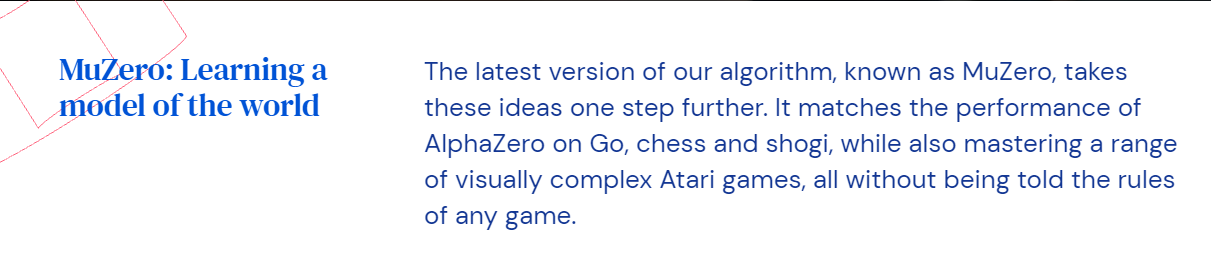 MuZero: Learning a
model of the world
The latest version of our algorithm, known as MuZero, takes
these ideas one step further. It matches the performance of
AlphaZero on Go, chess and shogi, while also mastering a range
of visually complex Atari games, all without being told the rules
of any game.